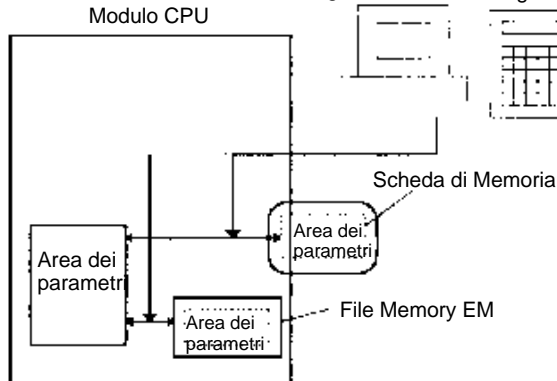 Modulo CPU
Scheda di Memoria
Area dei
parametri
Area dei
parametri
File Memory EM
Area dei
parametri